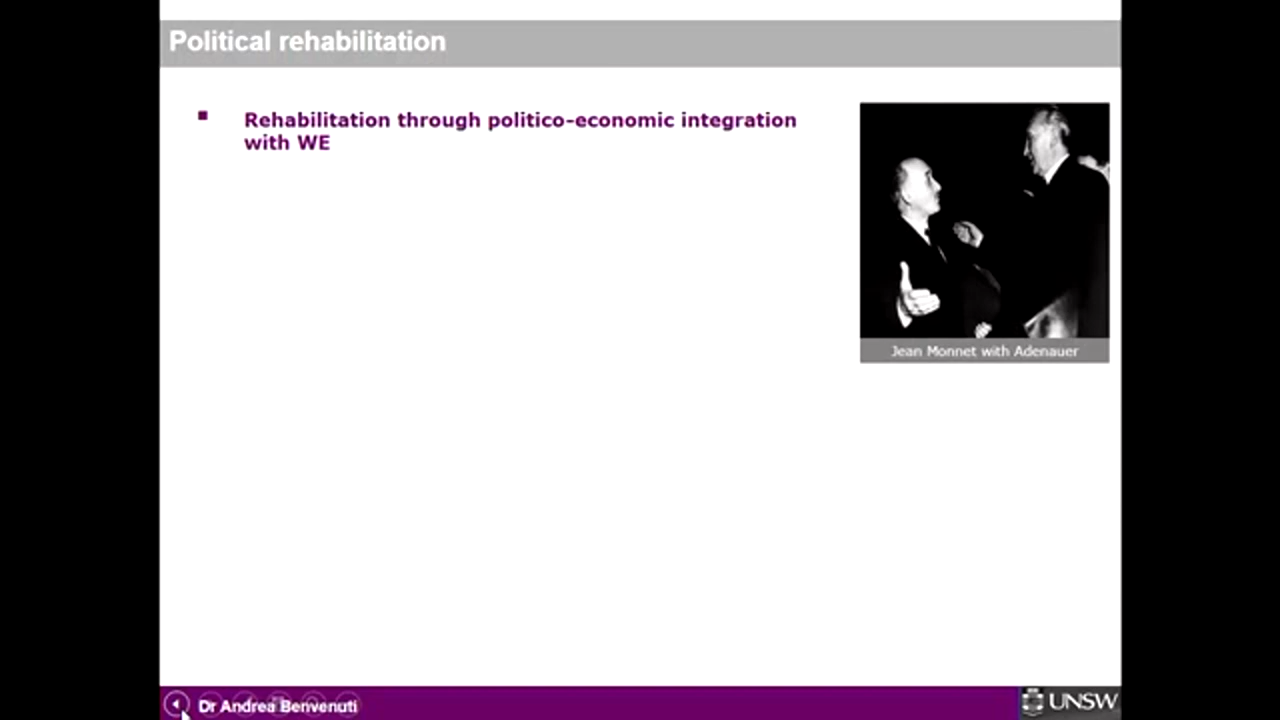 Political rehabilitation
Rehabilitation through politico-economic integration
with WE
Jean Monnet with Adenauer
Dr Andrea Benvenuti
UNSW